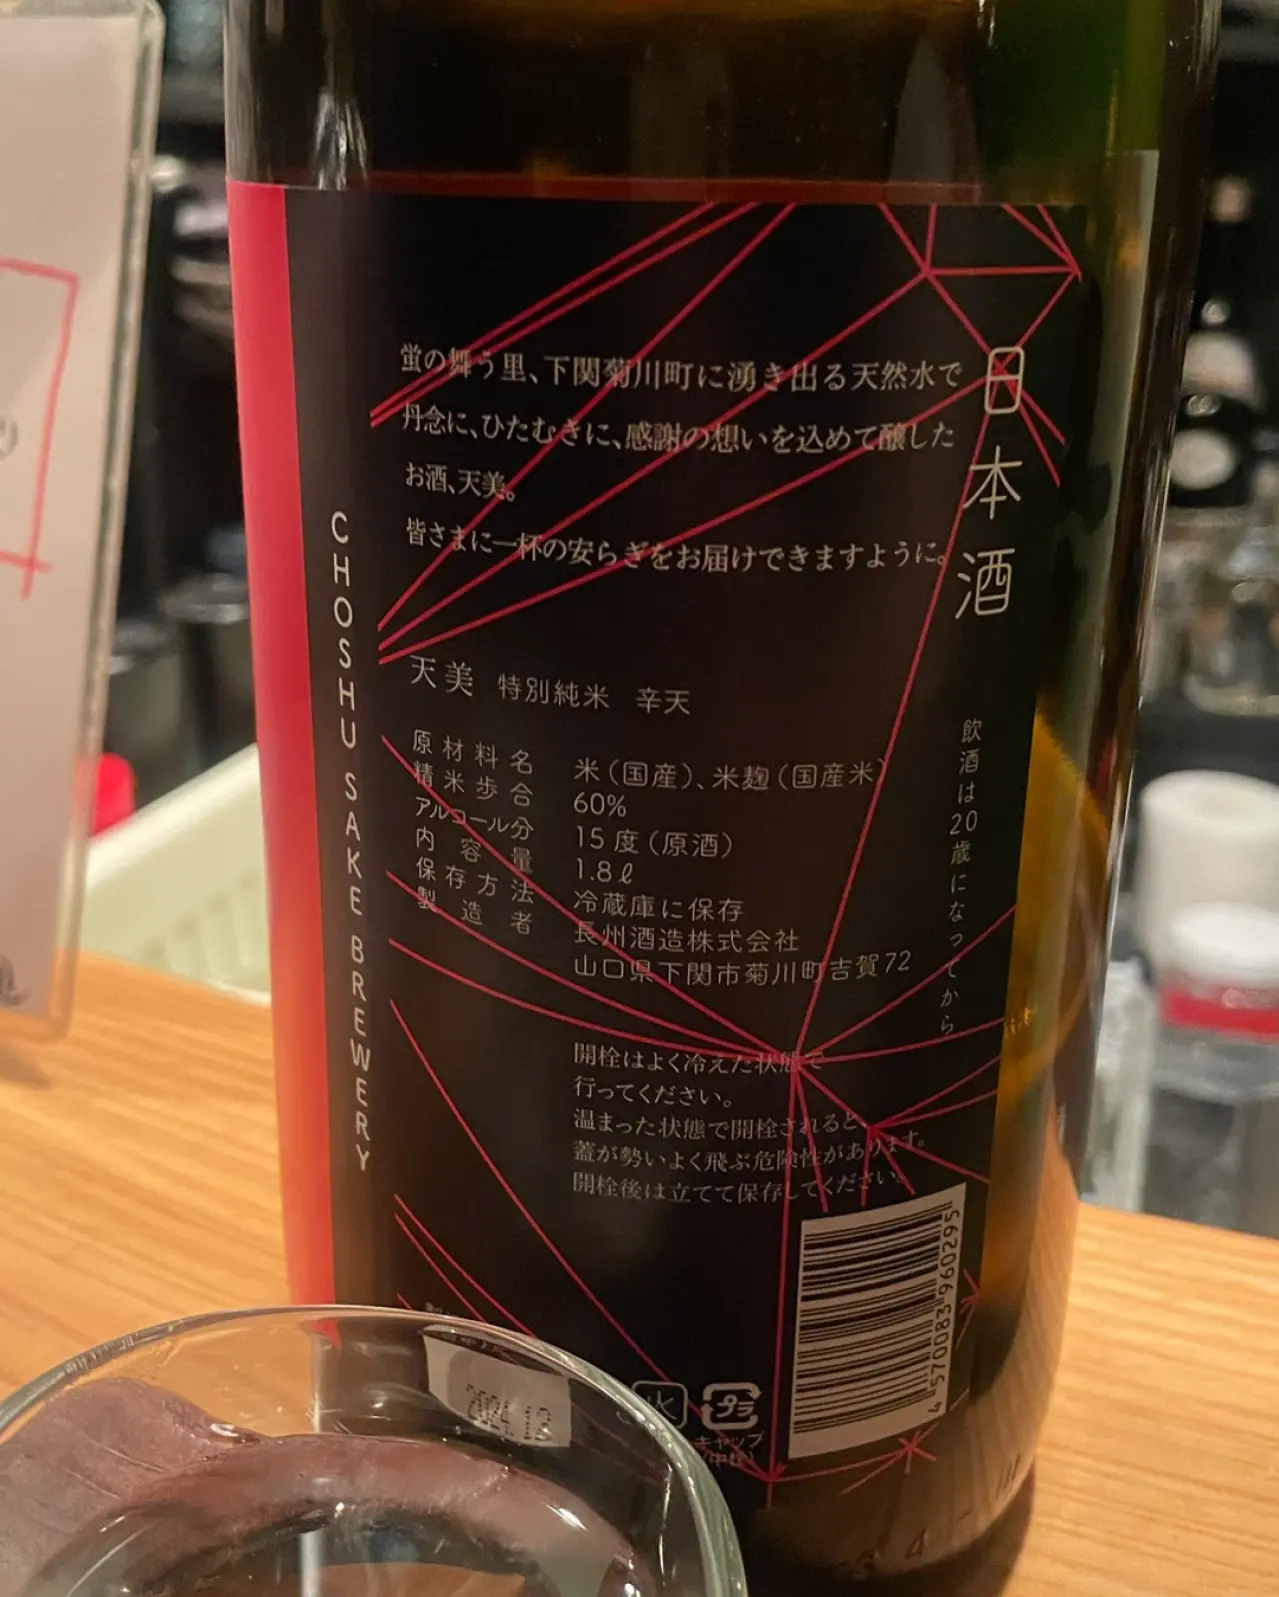 蛍の舞う里、下関菊川町に湧き出る天然水で
丹念に、ひたむきに、感謝の想いを込めて醸した
お酒、天美。
皆さまに一杯の安らぎをお届けできますように。
日本酒
飲酒は20歳になってから
CHOSHU SAKE BREWERY
天美 特別純米 辛天
原材料名 米(国産)、米麹(国産米)
精米歩合 60%
アルコール分 15度(原酒)
内容量 1.8ℓ
保存方法 冷蔵庫に保存
製造者 長州酒造株式会社
山口県下関市菊川町吉賀72
開栓はよく冷えた状態で
行ってください。
温まった状態で開栓されると、
蓋が勢いよく飛ぶ危険性があります。
開栓後は立てて保存してください。
4570083960295
2024.12
プラ
キャップ
(中栓)